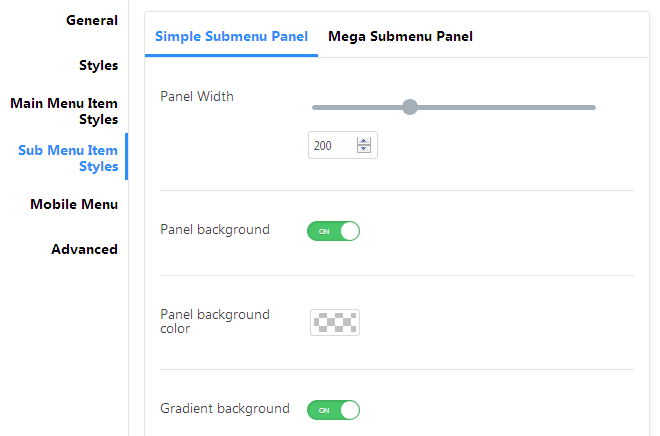 General
Styles
Main Menu Item
Styles
Sub Menu Item
Styles
Mobile Menu
Advanced
Simple Submenu Panel
Mega Submenu Panel
Panel Width
200
Panel background
ON
Panel background
color
Gradient background
ON